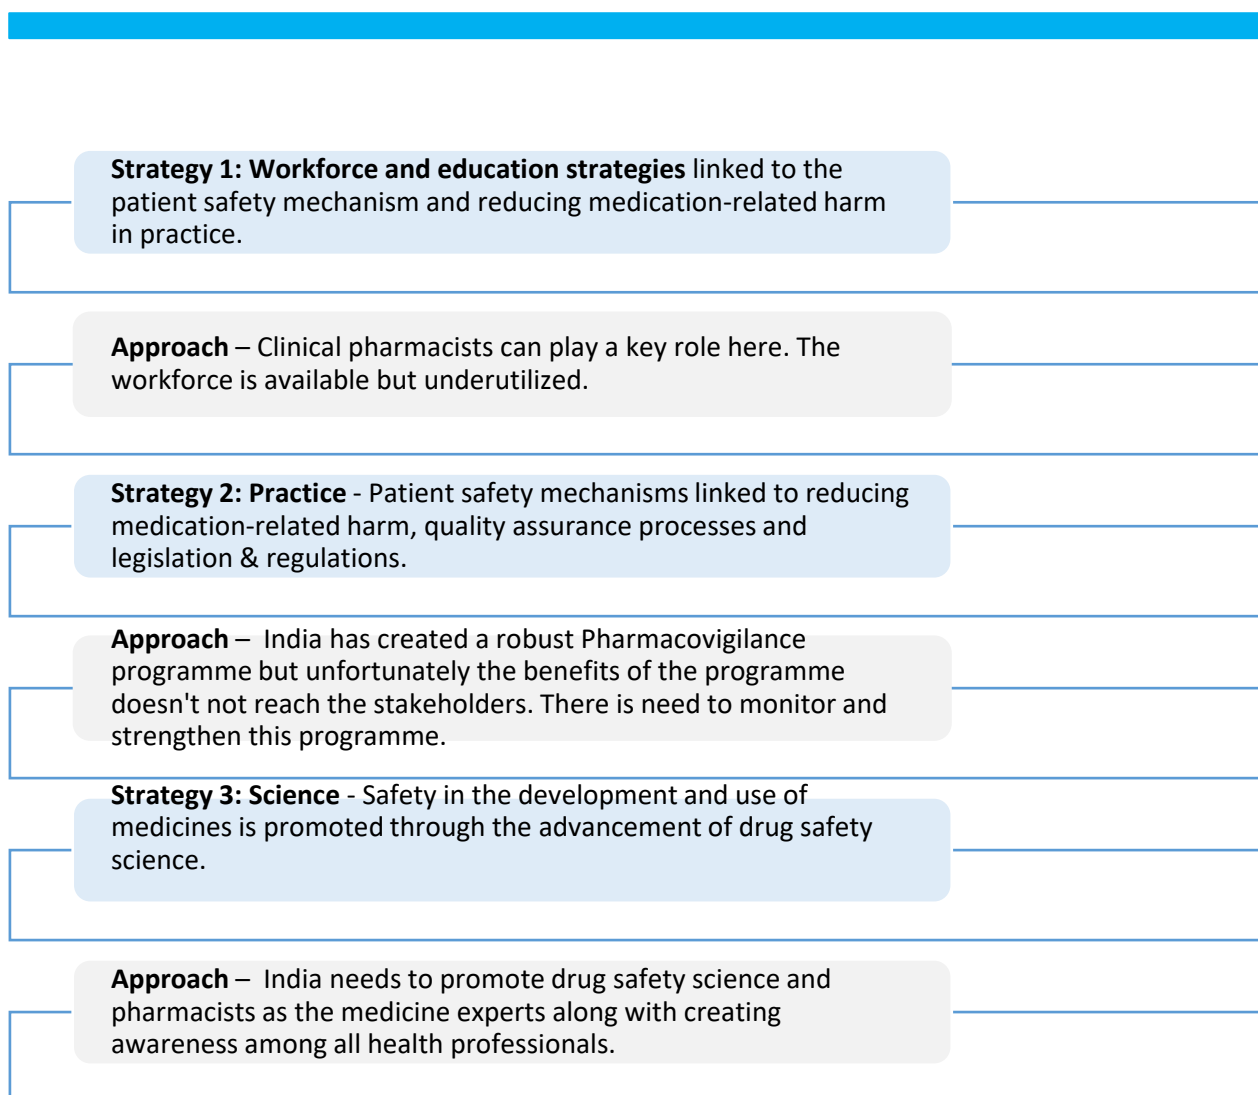 Strategy 1: Workforce and education strategies linked to the
patient safety mechanism and reducing medication-related harm
in practice.
Approach – Clinical pharmacists can play a key role here. The
workforce is available but underutilized.
Strategy 2: Practice - Patient safety mechanisms linked to reducing
medication-related harm, quality assurance processes and
legislation & regulations.
Approach – India has created a robust Pharmacovigilance
programme but unfortunately the benefits of the programme
doesn't not reach the stakeholders. There is need to monitor and
strengthen this programme.
Strategy 3: Science - Safety in the development and use of
medicines is promoted through the advancement of drug safety
science.
Approach – India needs to promote drug safety science and
pharmacists as the medicine experts along with creating
awareness among all health professionals.